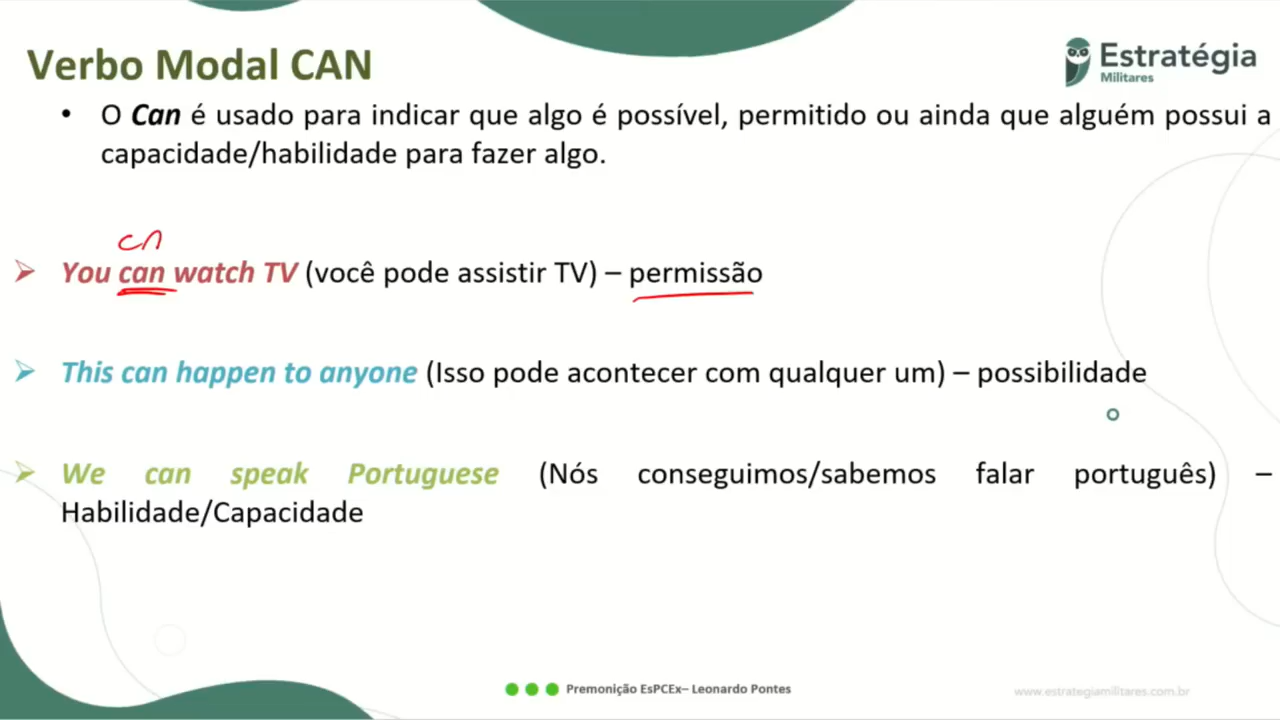 Verbo Modal CAN
Estratégia
Militares
• O Can é usado para indicar que algo é possível, permitido ou ainda que alguém possui a
capacidade/habilidade para fazer algo.
You can watch TV (você pode assistir TV) – permissão
This can happen to anyone (Isso pode acontecer com qualquer um) – possibilidade
We can speak Portuguese (Nós conseguimos/sabemos falar português) –
Habilidade/Capacidade
Premonição EsPCEx– Leonardo Pontes
www.estrategiamilitares.com.br